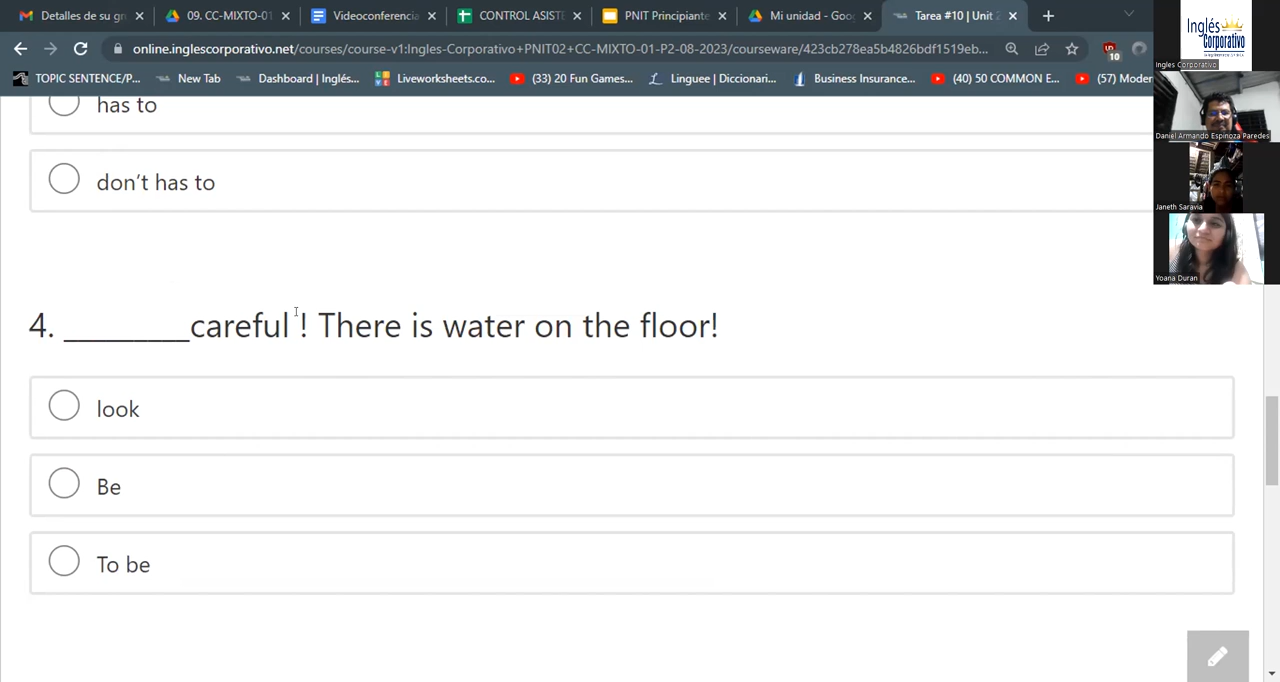 Detalles de su gr
09. CC-MIXTO-01
Videoconferencia
CONTROL ASIST
PNIT Principiante
Mi unidad - Goo
Tarea #10 | Unit 2
online.inglescorporativo.net/courses/course-v1:Ingles-Corporativo+PNIT02+CC-MIXTO-01-P2-08-2023/courseware/423cb278ea5b4826bdf1519eb...
10
TOPIC SENTENCE/P...
New Tab
Dashboard | Inglés...
Liveworksheets.co...
(33) 20 Fun Games...
Linguee | Diccionari...
Business Insurance...
(40) 50 COMMON E...
(57) Moder
Inglés
Corporativo
Ingles Corporativo
Daniel Armando Espinoza Paredes
Janeth Saravia
Yoana Duran
has to
don't has to
4. _________careful ! There is water on the floor!
look
Be
To be